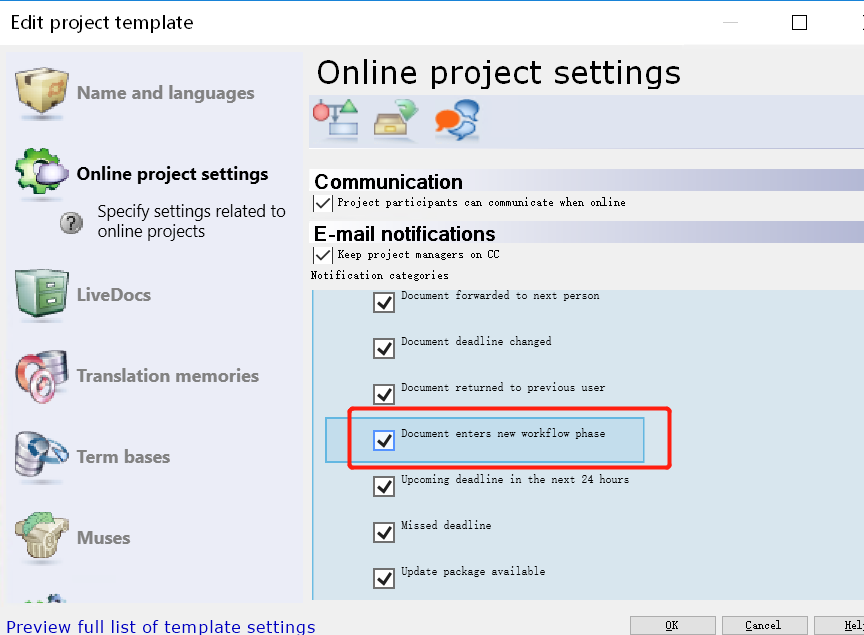 Edit project template
Name and languages
Online project settings
?
Specify settings related to
online projects
LiveDocs
Translation memories
Term bases
Muses
Preview full list of template settings
Online project settings
Communication
Project participants can communicate when online
E-mail notifications
Keep project managers on CC
Notification categories
Document forwarded to next person
Document deadline changed
Document returned to previous user
Document enters new workflow phase
Upcoming deadline in the next 24 hours
Missed deadline
Update package available
OK
Cancel
Hel